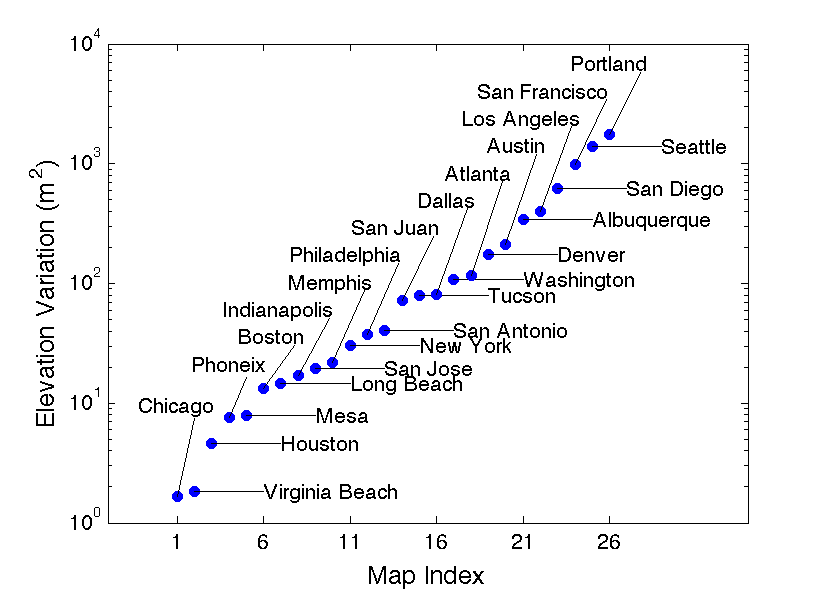 10^4
Portland
San Francisco
Los Angeles
Seattle
10^3
Austin
Atlanta
San Diego
Dallas
Albuquerque
San Juan
Philadelphia
Denver
Memphis
10^2
Washington
Tucson
Indianapolis
Boston
San Antonio
New York
Phoneix
San Jose
Long Beach
10^1
Chicago
Mesa
Houston
Virginia Beach
10^0
Elevation Variation (m^2)
1 6 11 16 21 26
Map Index